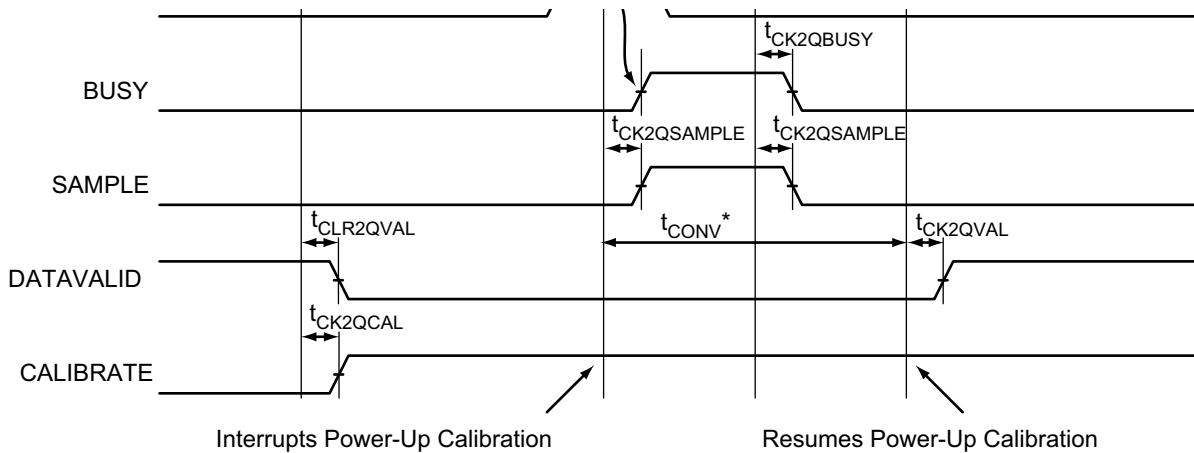 tCK2QBUSY
BUSY
tCK2QSAMPLE tCK2QSAMPLE
SAMPLE
tCLR2QVAL tCONV* tCK2QVAL
DATAVALID
tCK2QCAL
CALIBRATE
Interrupts Power-Up Calibration Resumes Power-Up Calibration